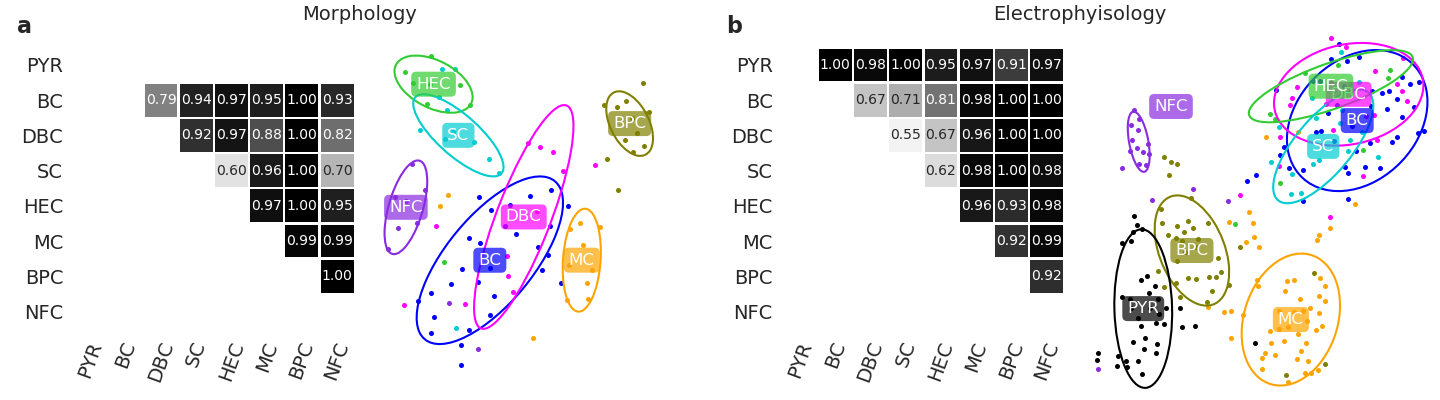 a
Morphology
PYR
BC 0.79 0.94 0.97 0.95 1.00 0.93
DBC 0.92 0.97 0.88 1.00 0.82
SC 0.60 0.96 1.00 0.70
HEC 0.97 1.00 0.95
MC 0.99 0.99
BPC 1.00
NFC
PYR BC DBC SC HEC MC BPC NFC
HEC
SC
BPC
NFC
DBC
BC
MC
b
Electrophyisology
PYR 1.00 0.98 1.00 0.95 0.97 0.91 0.97
BC 0.67 0.71 0.81 0.98 1.00 1.00
DBC 0.55 0.67 0.96 1.00 1.00
SC 0.62 0.98 1.00 0.98
HEC 0.96 0.93 0.98
MC 0.92 0.99
BPC 0.92
NFC
PYR BC DBC SC HEC MC BPC NFC
HEC
DBC
NFC
BC
SC
BPC
PYR
MC